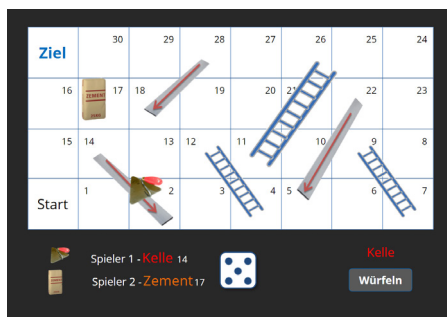 Ziel 30 29 28 27 26 25 24
16 ZEMENT 17 18 19 20 21 22 23
15 14 13 12 11 10 9 8
Start 1 2 3 4 5 6 7
Spieler 1 - Kelle 14
Spieler 2 - Zement 17
Kelle
Würfeln